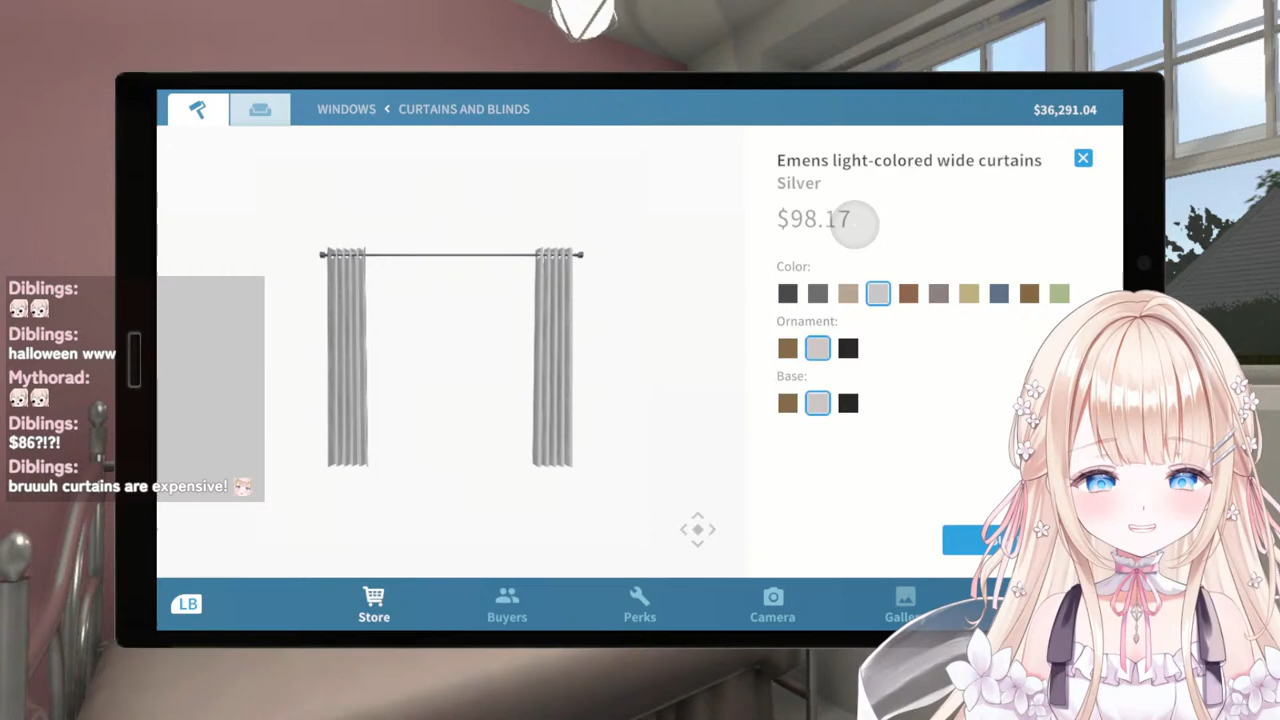 WINDOWS < CURTAINS AND BLINDS
$36,291.04
Emens light-colored wide curtains
Silver
$98.17
Color:
Ornament:
Base:
Diblings:
Diblings:
halloween www
Mythorad:
Diblings:
$86?!?!
Diblings:
bruuuh curtains are expensive!
LB
Store
Buyers
Perks
Camera